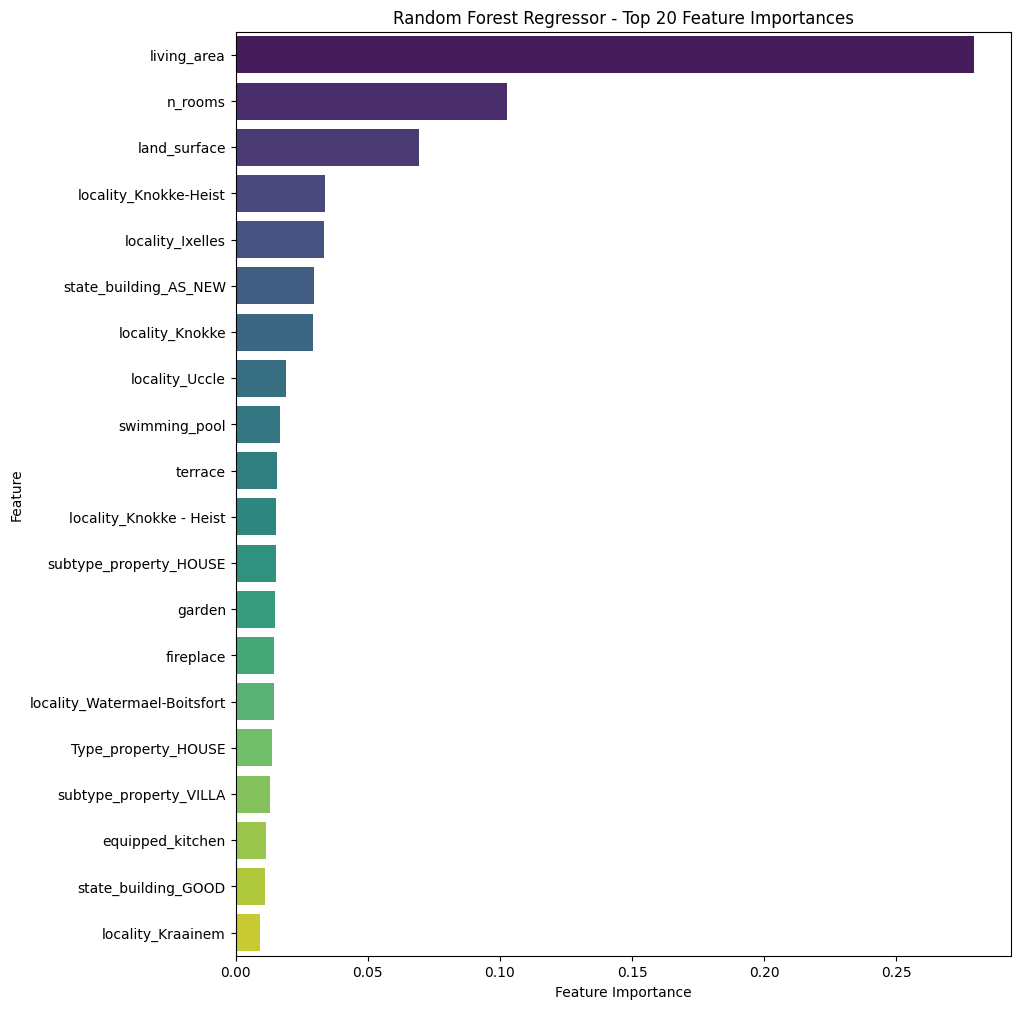 Random Forest Regressor - Top 20 Feature Importances
living_area
n_rooms
land_surface
locality_Knokke-Heist
locality_Ixelles
state_building_AS_NEW
locality_Knokke
locality_Uccle
swimming_pool
terrace
locality_Knokke - Heist
subtype_property_HOUSE
garden
fireplace
locality_Watermael-Boitsfort
Type_property_HOUSE
subtype_property_VILLA
equipped_kitchen
state_building_GOOD
locality_Kraainem
Feature
0.00 0.05 0.10 0.15 0.20 0.25
Feature Importance